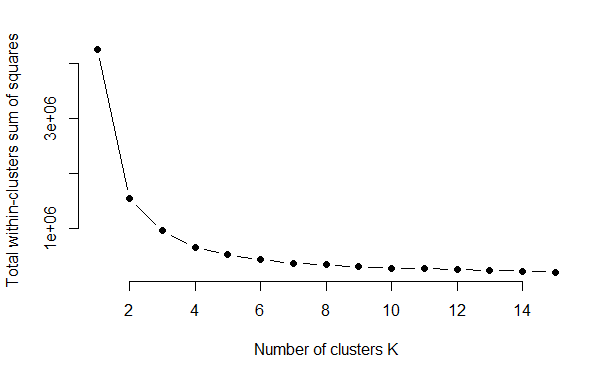 Total within-clusters sum of squares
3e+06
1e+06
2 4 6 8 10 12 14
Number of clusters K